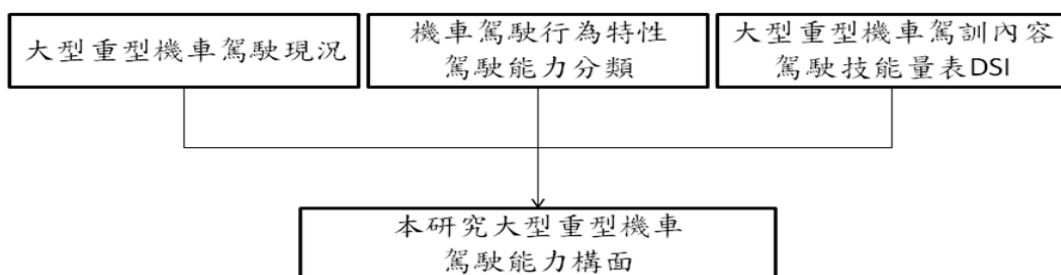 大型重型機車駕駛現況
機車駕駛行為特性
駕駛能力分類
大型重型機車駕訓內容
駕駛技能量表DSI
本研究大型重型機車
駕駛能力構面